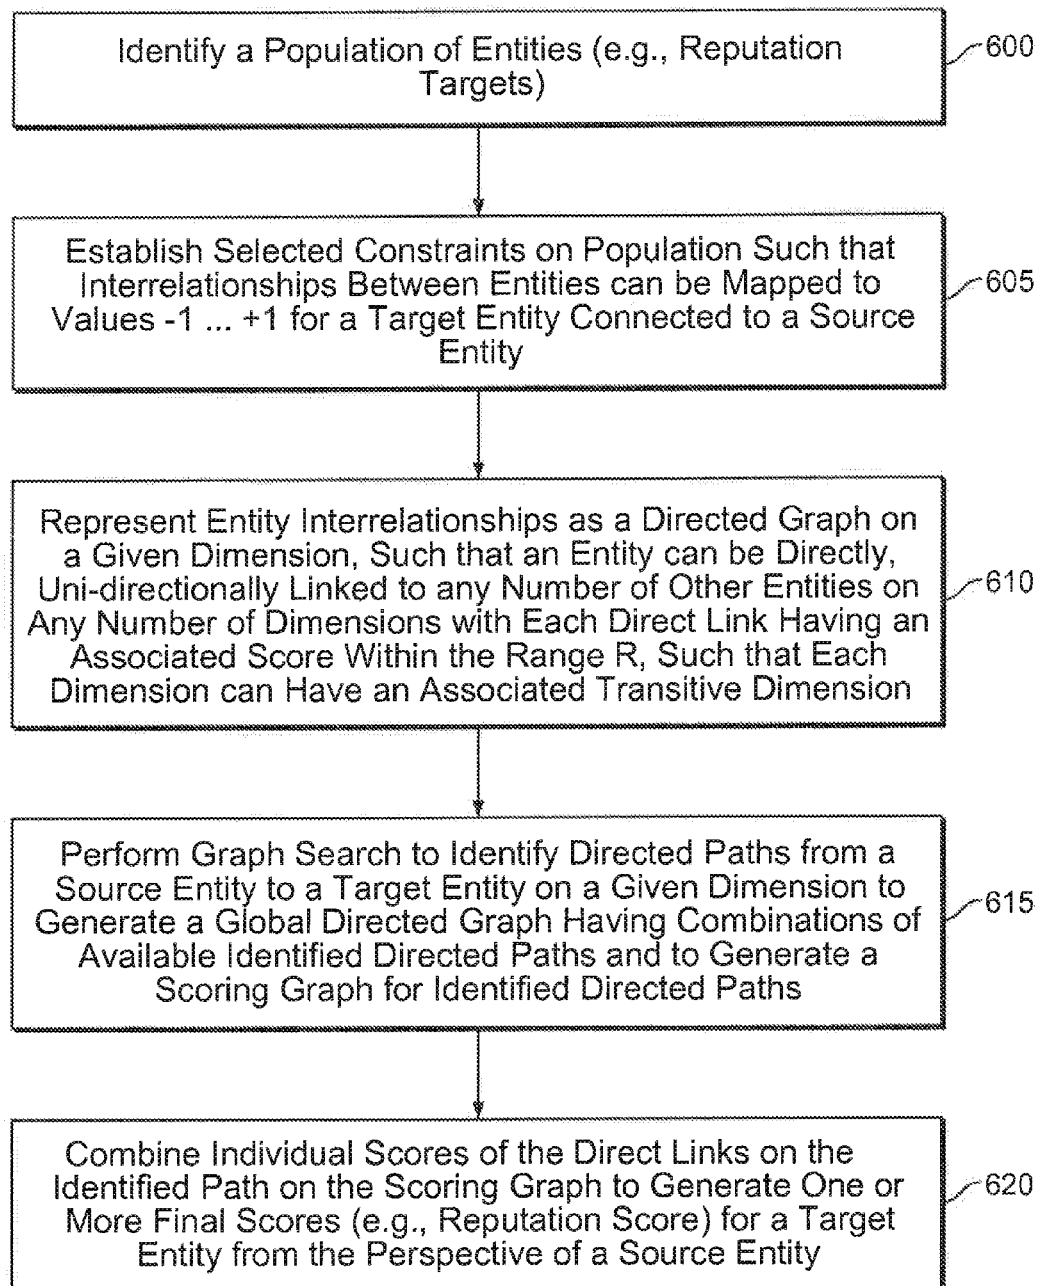 Identify a Population of Entities (e.g., Reputation
Targets)
600
Establish Selected Constraints on Population Such that
Interrelationships Between Entities can be Mapped to
Values -1 ... +1 for a Target Entity Connected to a Source
Entity
605
Represent Entity Interrelationships as a Directed Graph on
a Given Dimension, Such that an Entity can be Directly,
Uni-directionally Linked to any Number of Other Entities on
Any Number of Dimensions with Each Direct Link Having an
Associated Score Within the Range R, Such that Each
Dimension can Have an Associated Transitive Dimension
610
Perform Graph Search to Identify Directed Paths from a
Source Entity to a Target Entity on a Given Dimension to
Generate a Global Directed Graph Having Combinations of
Available Identified Directed Paths and to Generate a
Scoring Graph for Identified Directed Paths
615
Combine Individual Scores of the Direct Links on the
Identified Path on the Scoring Graph to Generate One or
More Final Scores (e.g., Reputation Score) for a Target
Entity from the Perspective of a Source Entity
620